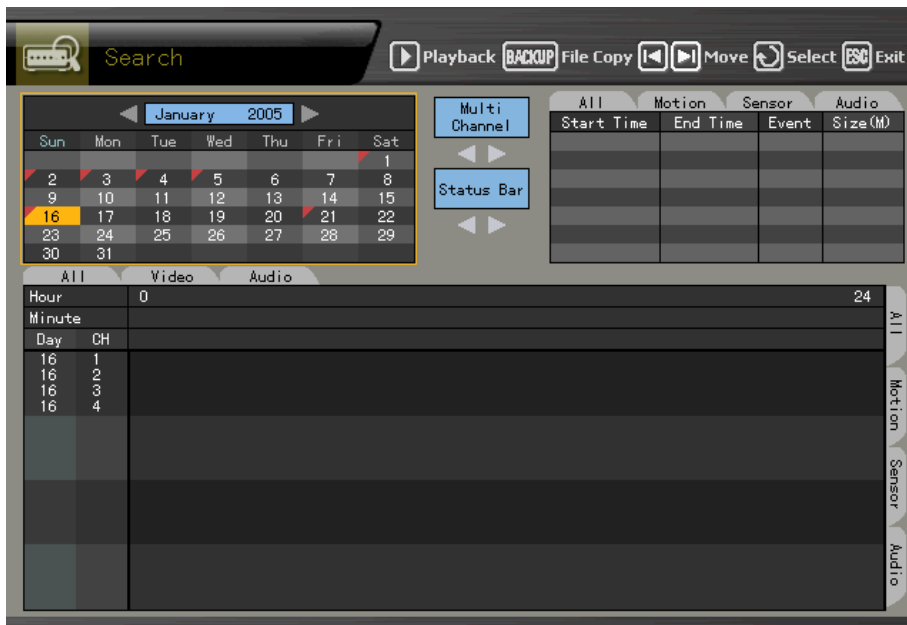 Search Playback BACKUP File Copy Move Select ESC Exit
January 2005
Sun Mon Tue Wed Thu Fri Sat
1
2 3 4 5 6 7 8
9 10 11 12 13 14 15
16 17 18 19 20 21 22
23 24 25 26 27 28 29
30 31
Multi
Channel
Status Bar
All Motion Sensor Audio
Start Time End Time Event Size(M)
All Video Audio
Hour 0 24
Minute
Day CH
16 1
16 2
16 3
16 4
All
Motion
Sensor
Audio